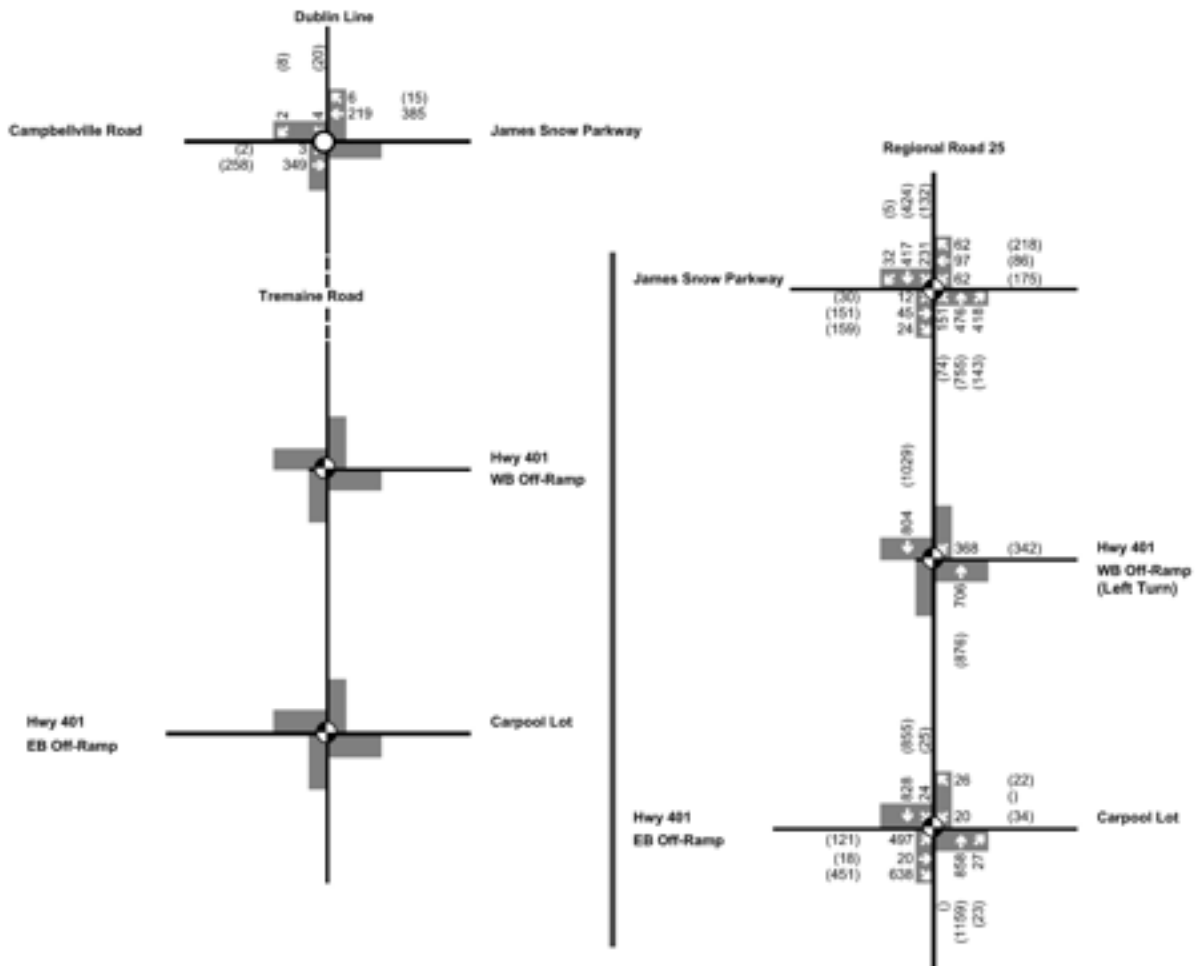 Dublin Line
(8) (20)
6 (15)
2 4 219 385
Campbellville Road
James Snow Parkway
(2) 3
(258) 349
Tremaine Road
Hwy 401
WB Off-Ramp
Hwy 401
EB Off-Ramp
Carpool Lot
Regional Road 25
(5) (424) (132)
32 417 231
62 (218)
97 (86)
62 (175)
James Snow Parkway
(30) 12
(151) 45
(159) 24
151 476 418
(74) (755) (143)
(1029)
804
368 (342)
Hwy 401
WB Off-Ramp
(Left Turn)
706
(876)
(855) (25)
828 24
26 (22)
()
20 (34)
Hwy 401
EB Off-Ramp
Carpool Lot
(121) 497
(18) 20
(451) 638
858 27
() (1159) (23)